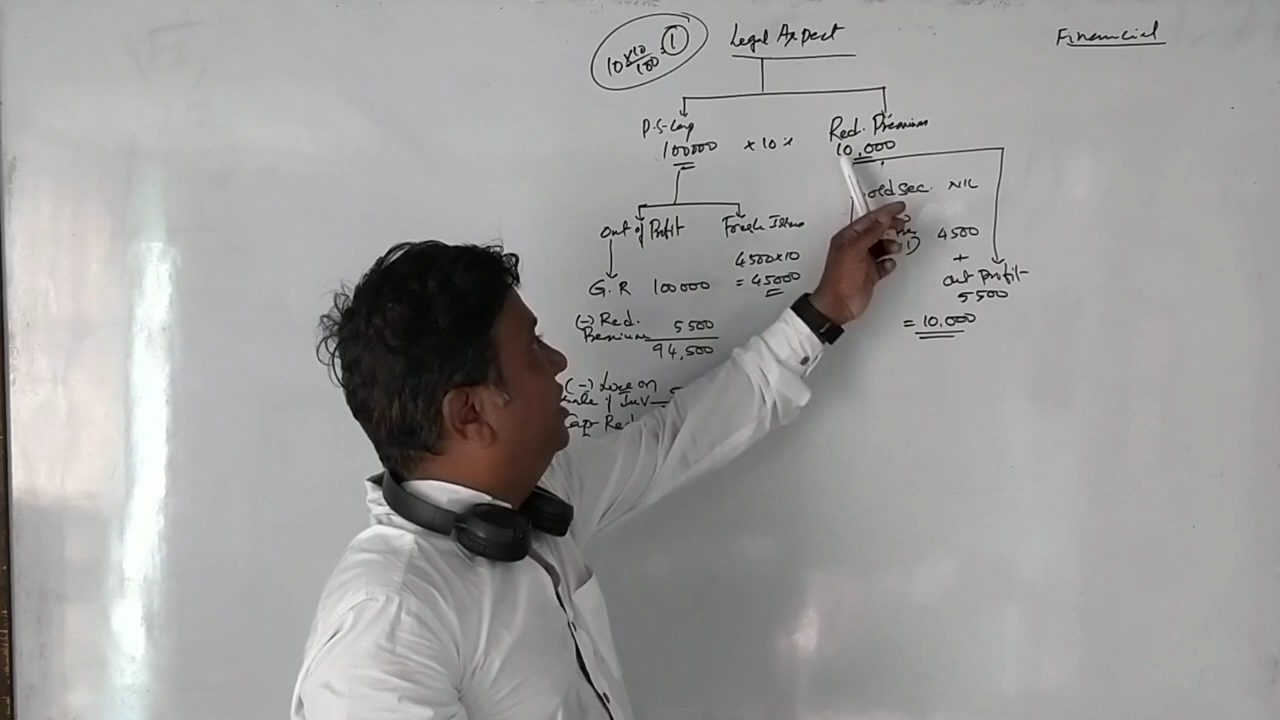 10 × 10/100 = 1
Legal Aspect
Financial
P.S. Cap
100000 × 10%
Red. Premium
10,000
old Sec. NIL
4500
+
out Profit
5500
= 10,000
Out of Profit
Fresh Issue
4500×10
= 45000
G.R 100000
(-) Red.
Premium 5500
94,500
(-) Loss on
Sale of Inv
Cap Red